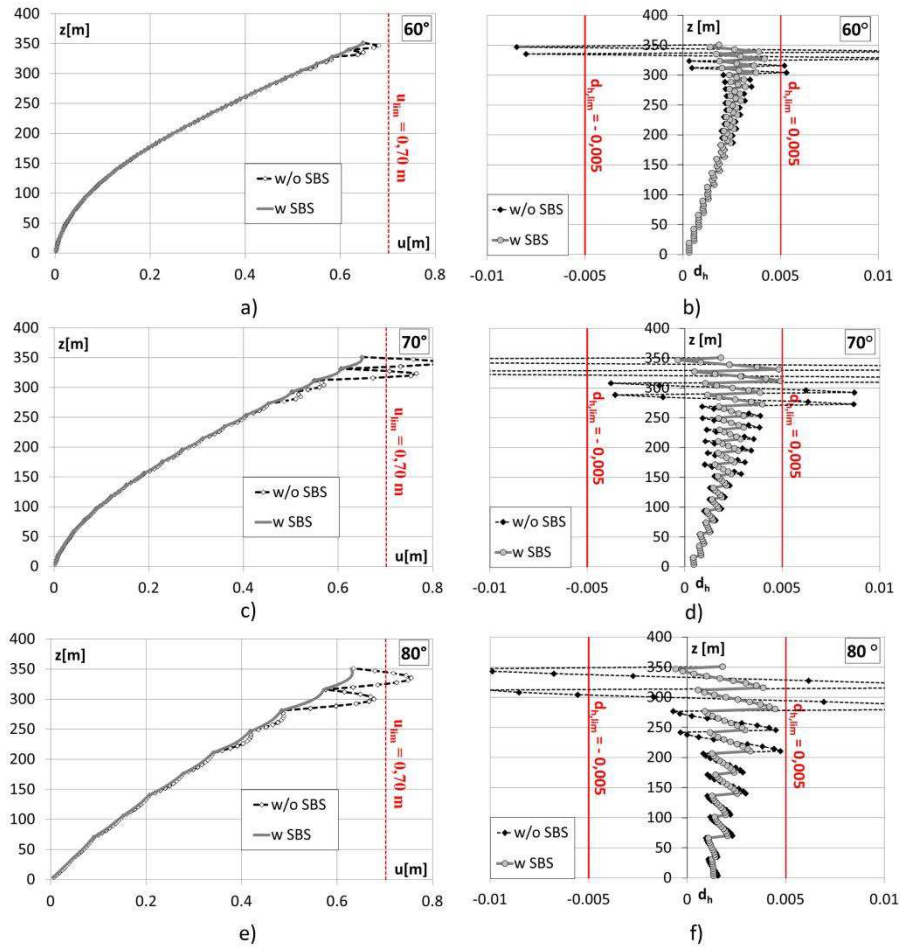 z[m]
60°
400
350
300
250
200
150
100
50
0
u_lim = 0,70 m
w/o SBS
w SBS
u[m]
0 0.2 0.4 0.6 0.8
a)
z [m]
60°
400
350
300
250
200
150
100
50
0
d_h,lim = - 0,005
d_h,lim = 0,005
w/o SBS
w SBS
-0.01 -0.005 0 d_h 0.005 0.01
b)
z[m]
70°
400
350
300
250
200
150
100
50
0
u_lim = 0,70 m
w/o SBS
w SBS
u[m]
0 0.2 0.4 0.6 0.8
c)
z [m]
70°
400
350
300
250
200
150
100
50
0
d_h,lim = - 0,005
d_h,lim = 0,005
w/o SBS
w SBS
-0.01 -0.005 0 d_h 0.005 0.01
d)
z[m]
80°
400
350
300
250
200
150
100
50
0
u_lim = 0,70 m
w/o SBS
w SBS
u[m]
0 0.2 0.4 0.6 0.8
e)
z [m]
80 °
400
350
300
250
200
150
100
50
0
d_h,lim = - 0,005
d_h,lim = 0,005
w/o SBS
w SBS
-0.01 -0.005 0 d_h 0.005 0.01
f)